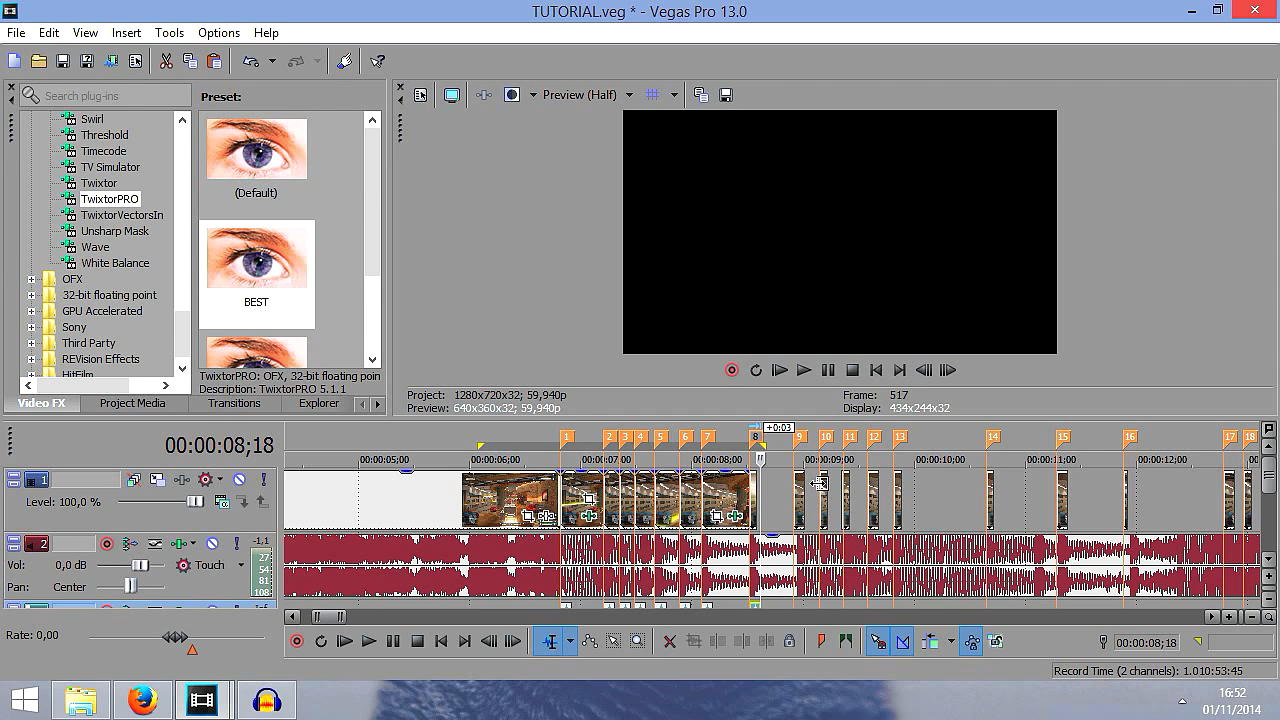 TUTORIAL.veg * - Vegas Pro 13.0
File Edit View Insert Tools Options Help
Search plug-ins
Preset:
Preview (Half)
Swirl
Threshold
Timecode
TV Simulator
Twixtor
TwixtorPRO
TwixtorVectorsIn
Unsharp Mask
Wave
White Balance
OFX
32-bit floating point
GPU Accelerated
Sony
Third Party
REVision Effects
HitFilm
(Default)
BEST
TwixtorPRO: OFX, 32-bit floating poin
Description: TwixtorPRO 5.1.1
Video FX Project Media Transitions Explorer
Project: 1280x720x32; 59,940p
Preview: 640x360x32; 59,940p
Frame: 517
Display: 434x244x32
00:00:08;18
+0:03
1 2 3 4 5 6 7 8 9 10 11 12 13 14 15 16 17 18
00:00:05;00 00:00:06;00 00:00:07;00 00:00:08;00 00:00:09;00 00:00:10;00 00:00:11;00 00:00:12;00
1
Level: 100,0 %
2
Vol: 0,0 dB
Touch
Pan: Center
-1,1
27
54
81
108
Rate: 0,00
00:00:08;18
Record Time (2 channels): 1.010:53:45
16:52
01/11/2014